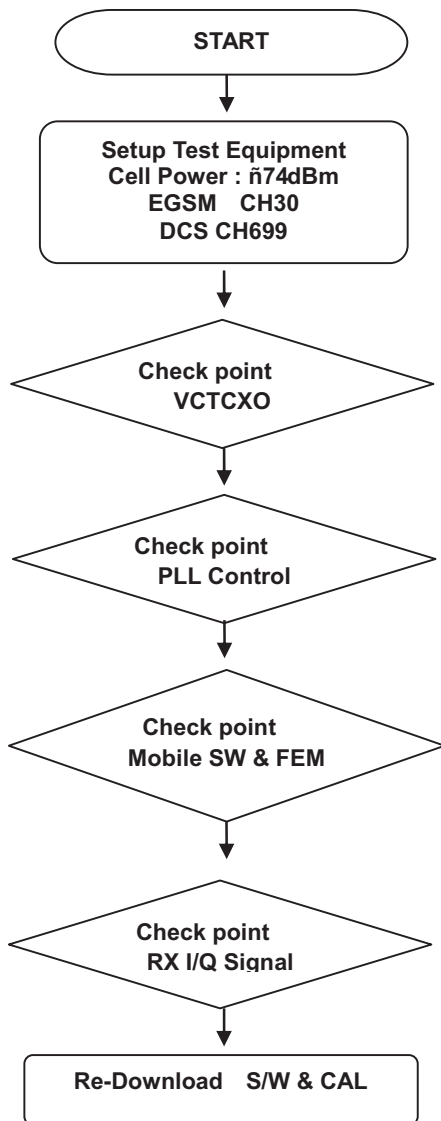 START
Setup Test Equipment
Cell Power : ñ74dBm
EGSM CH30
DCS CH699
Check point
VCTCXO
Check point
PLL Control
Check point
Mobile SW & FEM
Check point
RX I/Q Signal
Re-Download S/W & CAL